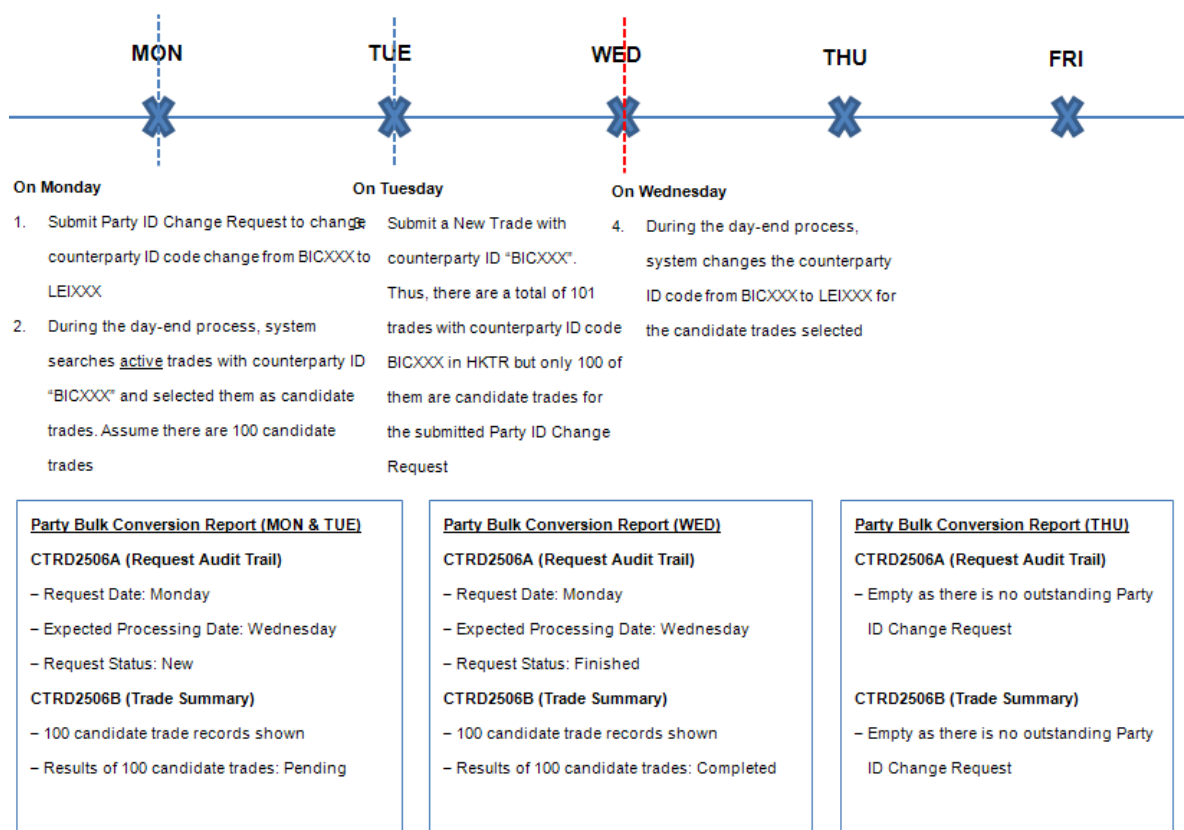 MON
TUE
WED
THU
FRI
On Monday
1. Submit Party ID Change Request to change
counterparty ID code change from BICXXX to
LEIXXX
2. During the day-end process, system
searches active trades with counterparty ID
“BICXXX” and selected them as candidate
trades. Assume there are 100 candidate
trades
On Tuesday
3. Submit a New Trade with
counterparty ID “BICXXX”.
Thus, there are a total of 101
trades with counterparty ID code
BICXXX in HKTR but only 100 of
them are candidate trades for
the submitted Party ID Change
Request
On Wednesday
4. During the day-end process,
system changes the counterparty
ID code from BICXXX to LEIXXX for
the candidate trades selected
Party Bulk Conversion Report (MON & TUE)
CTRD2506A (Request Audit Trail)
– Request Date: Monday
– Expected Processing Date: Wednesday
– Request Status: New
CTRD2506B (Trade Summary)
– 100 candidate trade records shown
– Results of 100 candidate trades: Pending
Party Bulk Conversion Report (WED)
CTRD2506A (Request Audit Trail)
– Request Date: Monday
– Expected Processing Date: Wednesday
– Request Status: Finished
CTRD2506B (Trade Summary)
– 100 candidate trade records shown
– Results of 100 candidate trades: Completed
Party Bulk Conversion Report (THU)
CTRD2506A (Request Audit Trail)
– Empty as there is no outstanding Party
ID Change Request
CTRD2506B (Trade Summary)
– Empty as there is no outstanding Party
ID Change Request